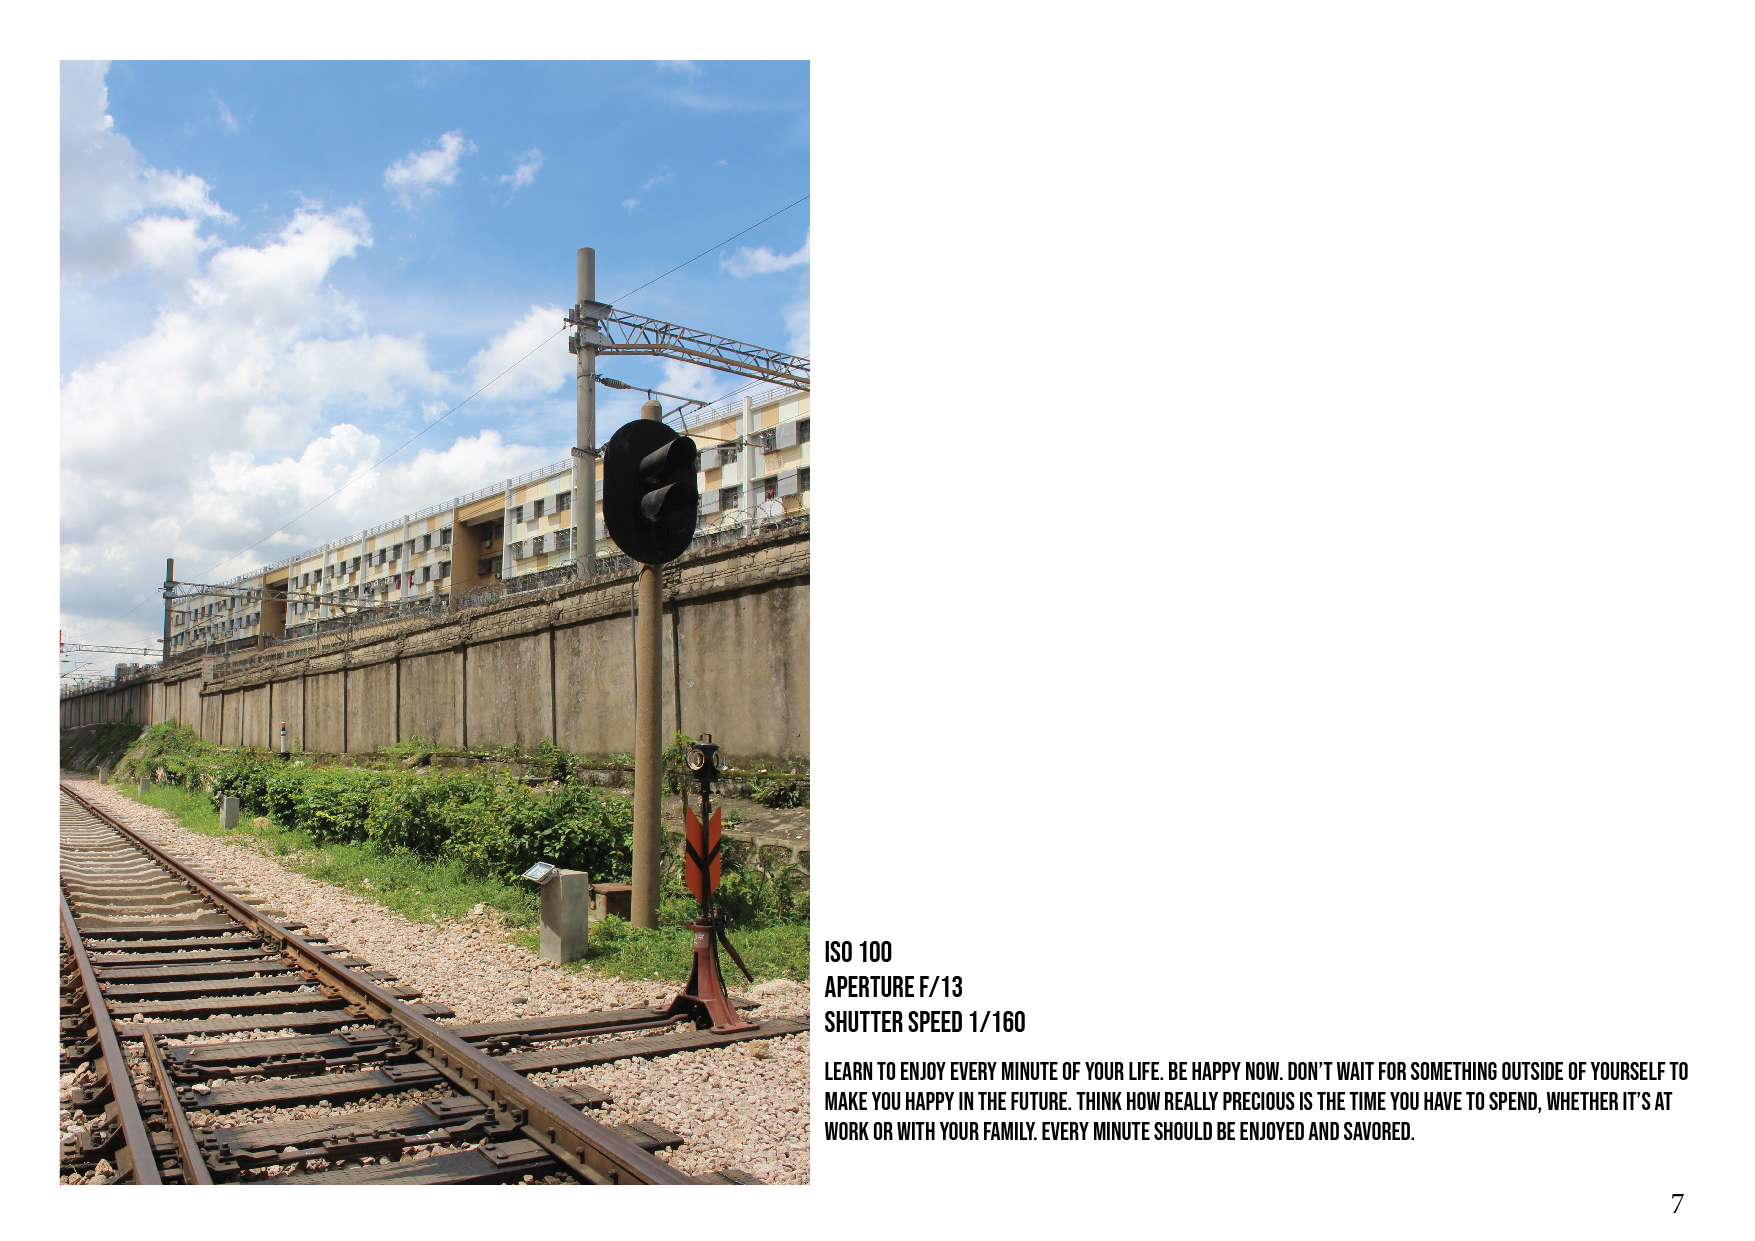 ISO 100
APERTURE F/13
SHUTTER SPEED 1/160
LEARN TO ENJOY EVERY MINUTE OF YOUR LIFE. BE HAPPY NOW. DON’T WAIT FOR SOMETHING OUTSIDE OF YOURSELF TO
MAKE YOU HAPPY IN THE FUTURE. THINK HOW REALLY PRECIOUS IS THE TIME YOU HAVE TO SPEND, WHETHER IT’S AT
WORK OR WITH YOUR FAMILY. EVERY MINUTE SHOULD BE ENJOYED AND SAVORED.
7